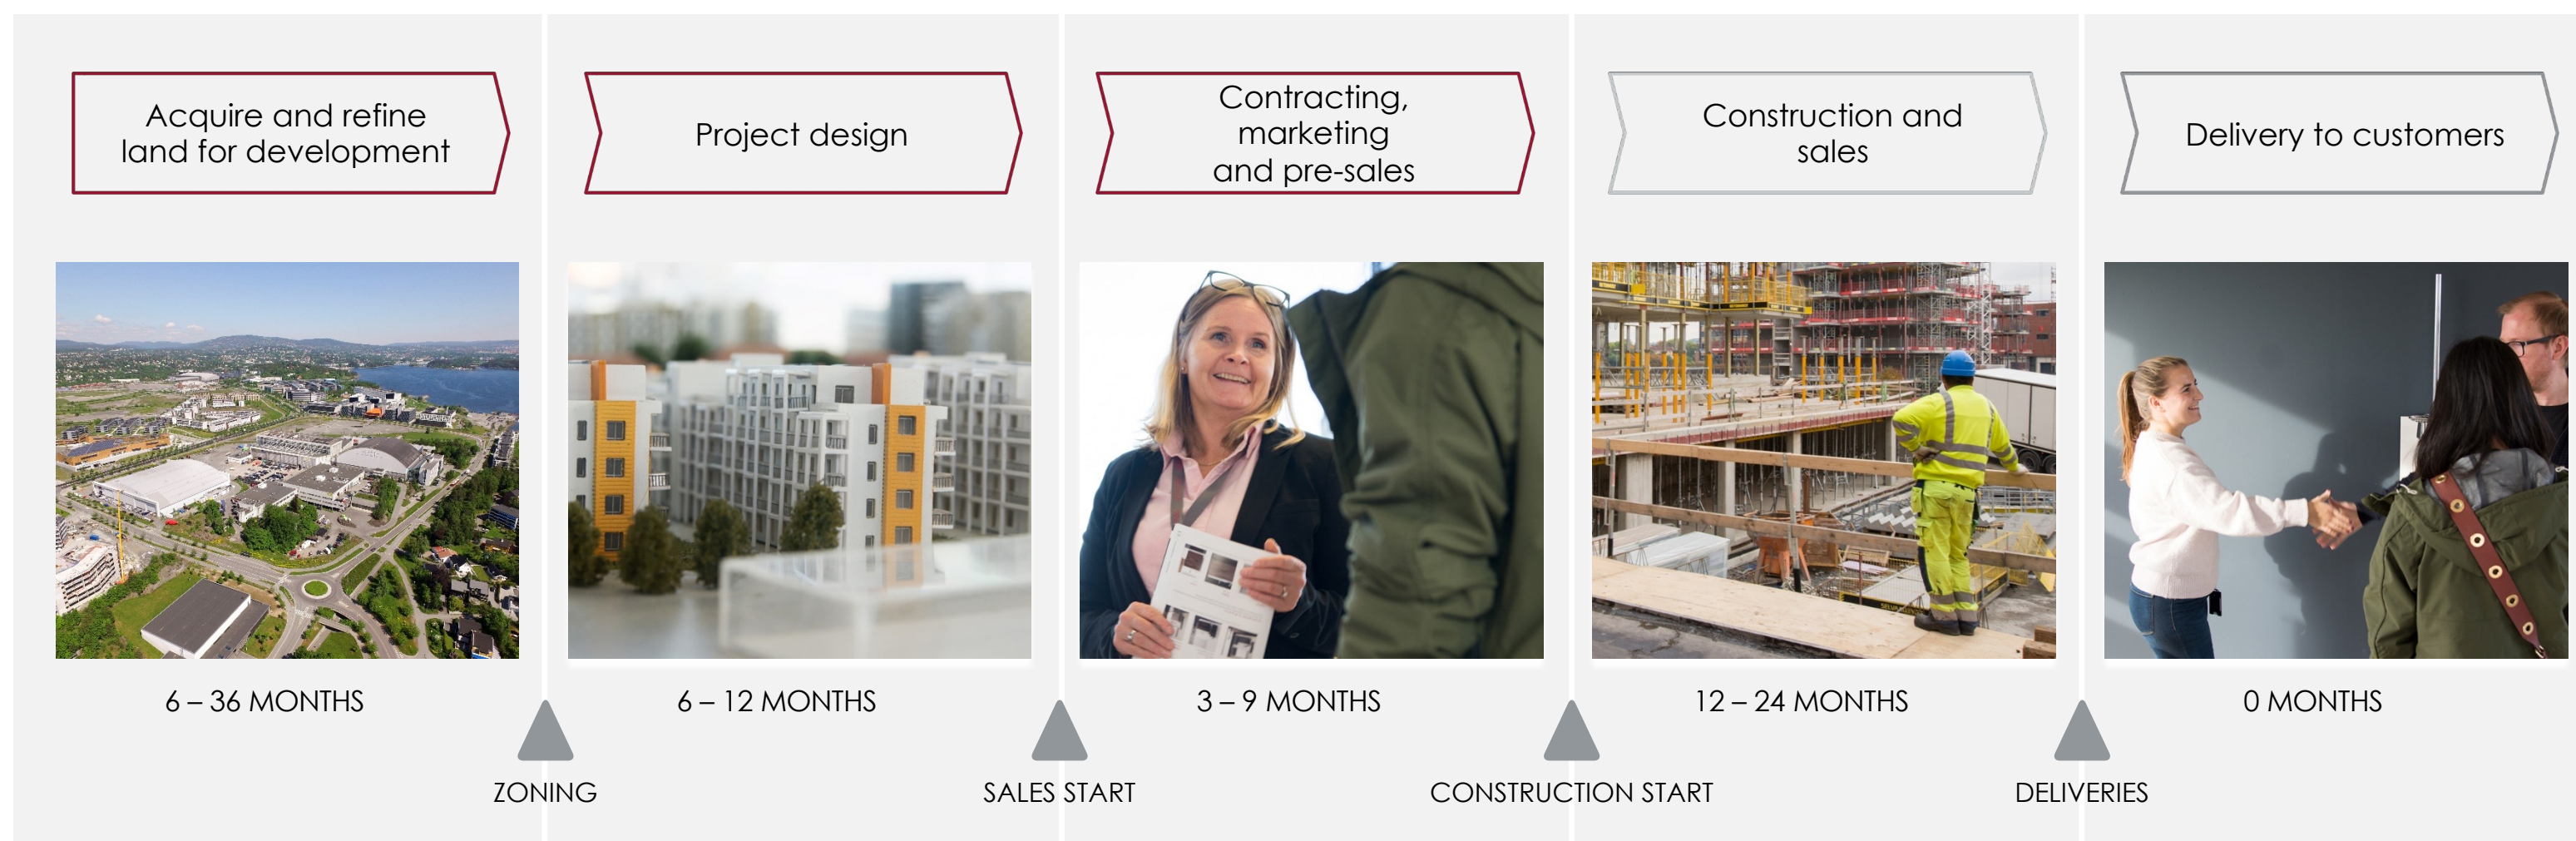 Acquire and refine
land for development
Project design
Contracting,
marketing
and pre-sales
Construction and
sales
Delivery to customers
6 – 36 MONTHS
6 – 12 MONTHS
3 – 9 MONTHS
12 – 24 MONTHS
0 MONTHS
ZONING
SALES START
CONSTRUCTION START
DELIVERIES